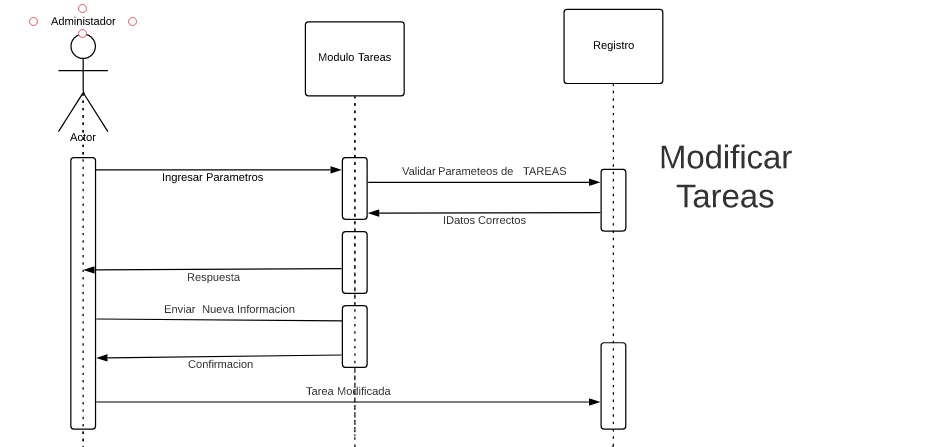 Administador
Modulo Tareas
Registro
Actor
Modificar
Tareas
Validar Parameteos de TAREAS
Ingresar Parametros
IDatos Correctos
Respuesta
Enviar Nueva Informacion
Confirmacion
Tarea Modificada